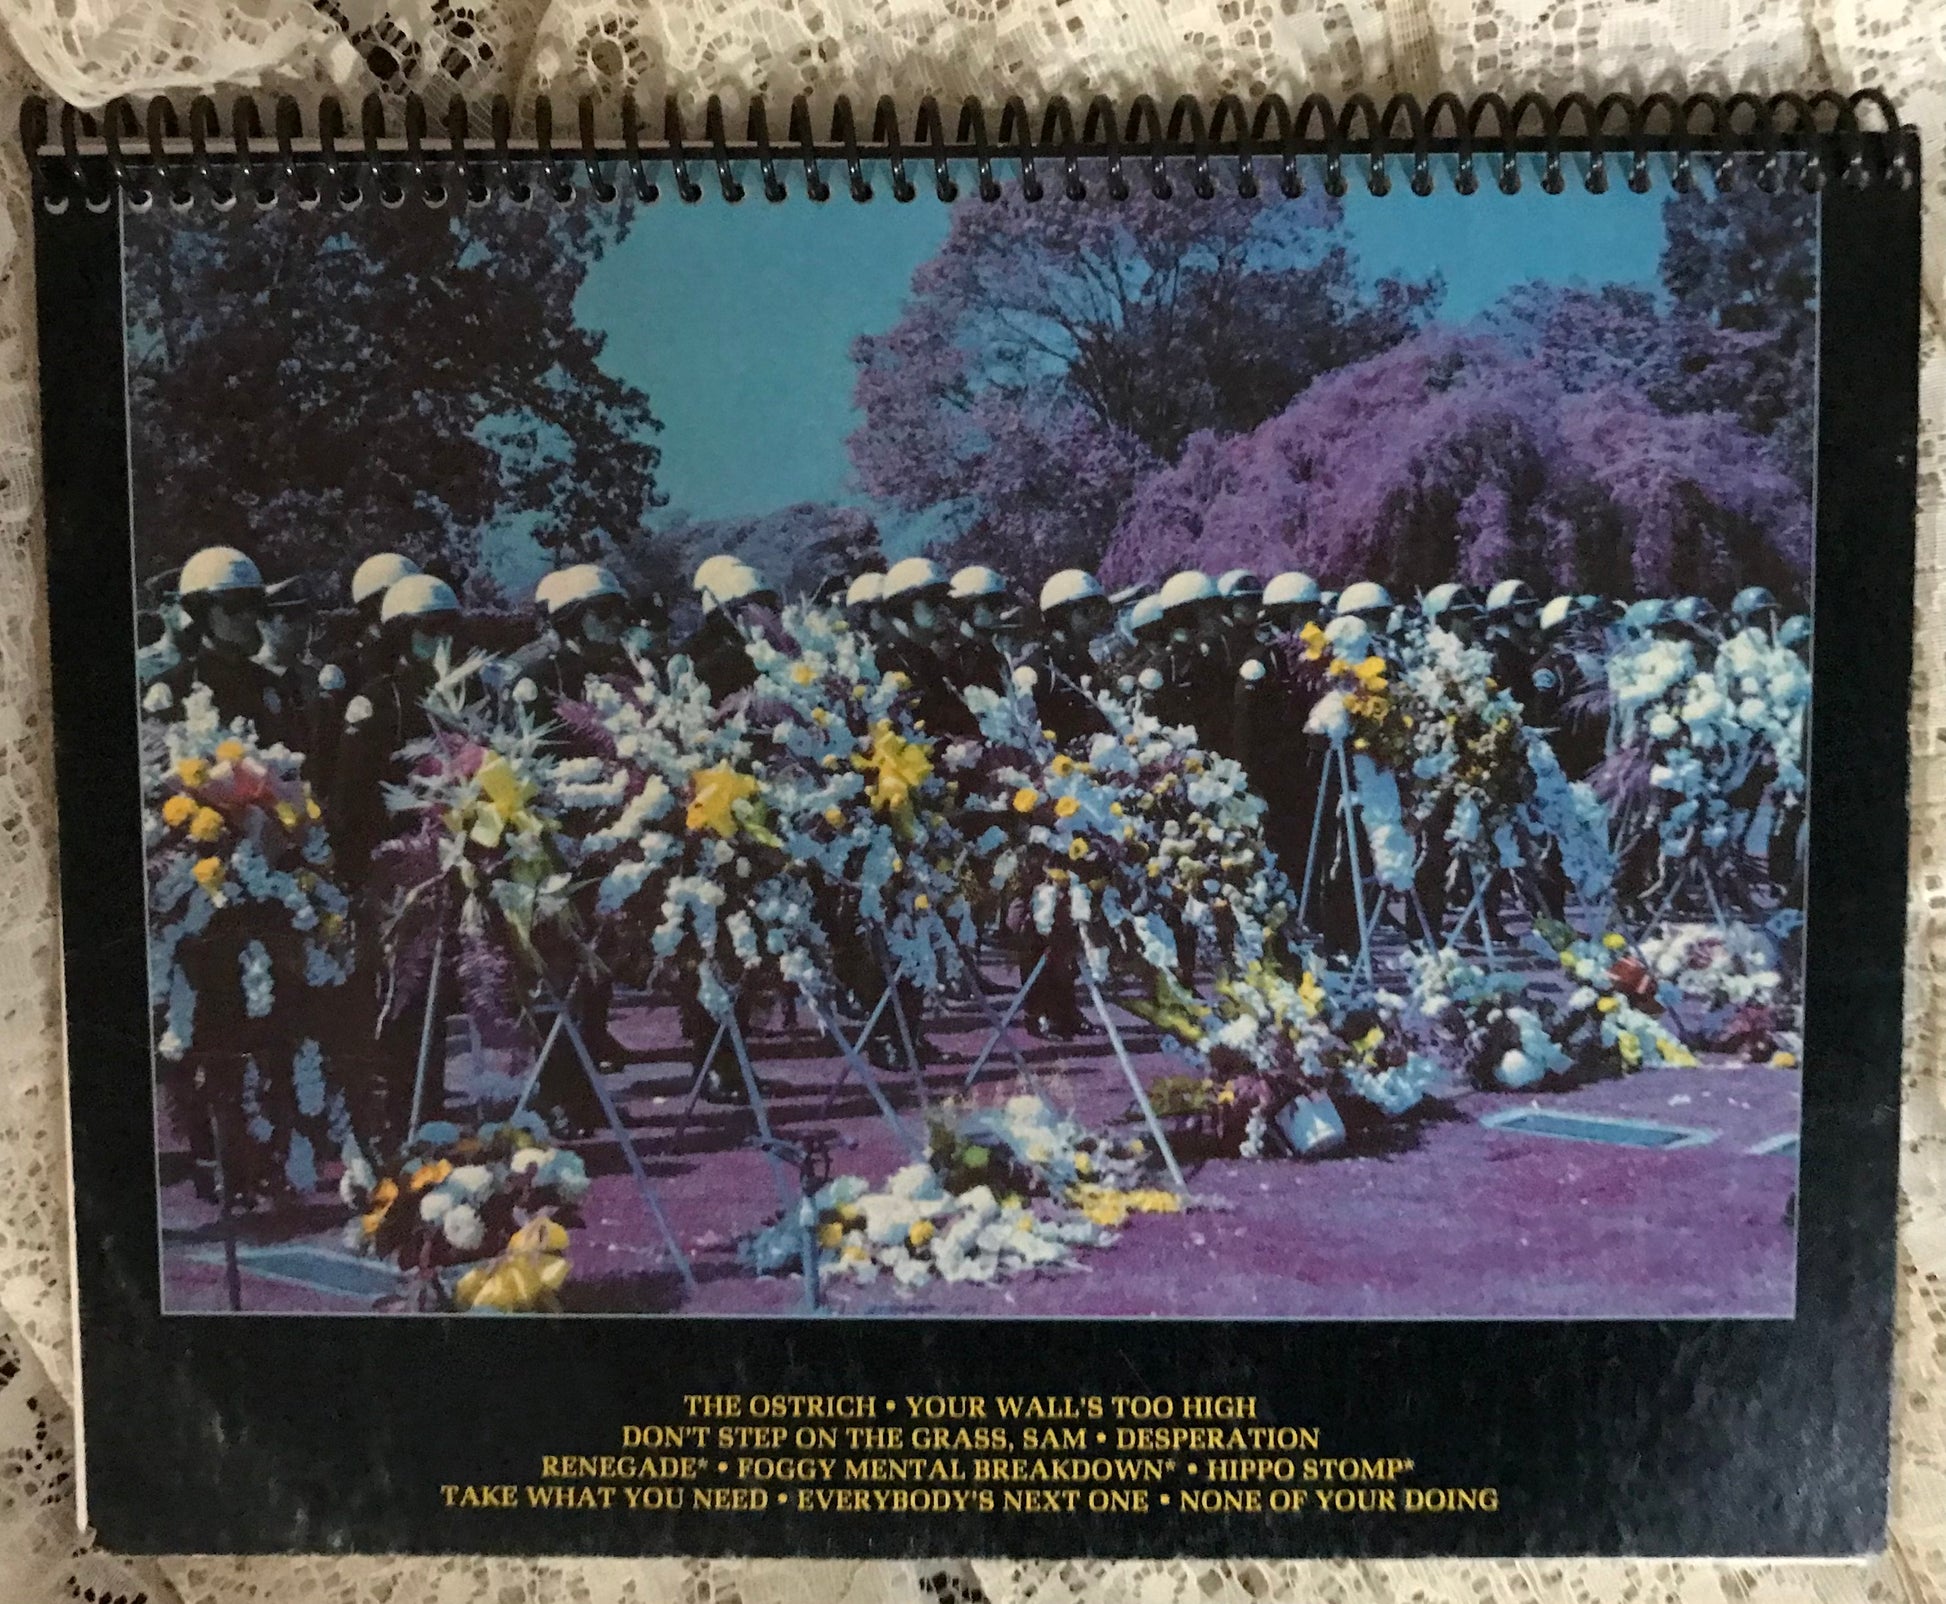 THE OSTRICH • YOUR WALL'S TOO HIGH
DON'T STEP ON THE GRASS, SAM • DESPERATION
RENEGADE* • FOGGY MENTAL BREAKDOWN* • HIPPO STOMP*
TAKE WHAT YOU NEED • EVERYBODY'S NEXT ONE • NONE OF YOUR DOING